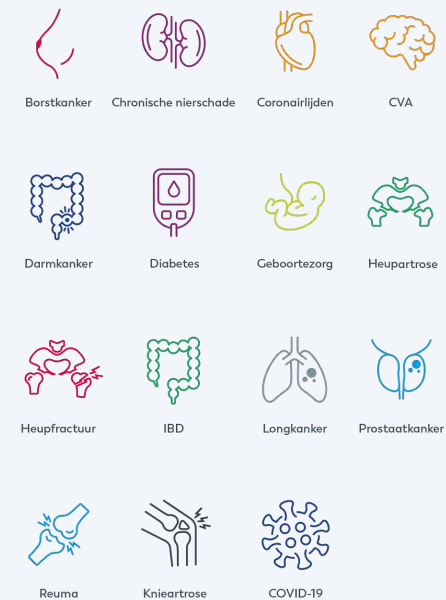 Borstkanker
Chronische nierschade
Coronairlijden
CVA
Darmkanker
Diabetes
Geboortezorg
Heupartrose
Heupfractuur
IBD
Longkanker
Prostaatkanker
Reuma
Knieartrose
COVID-19